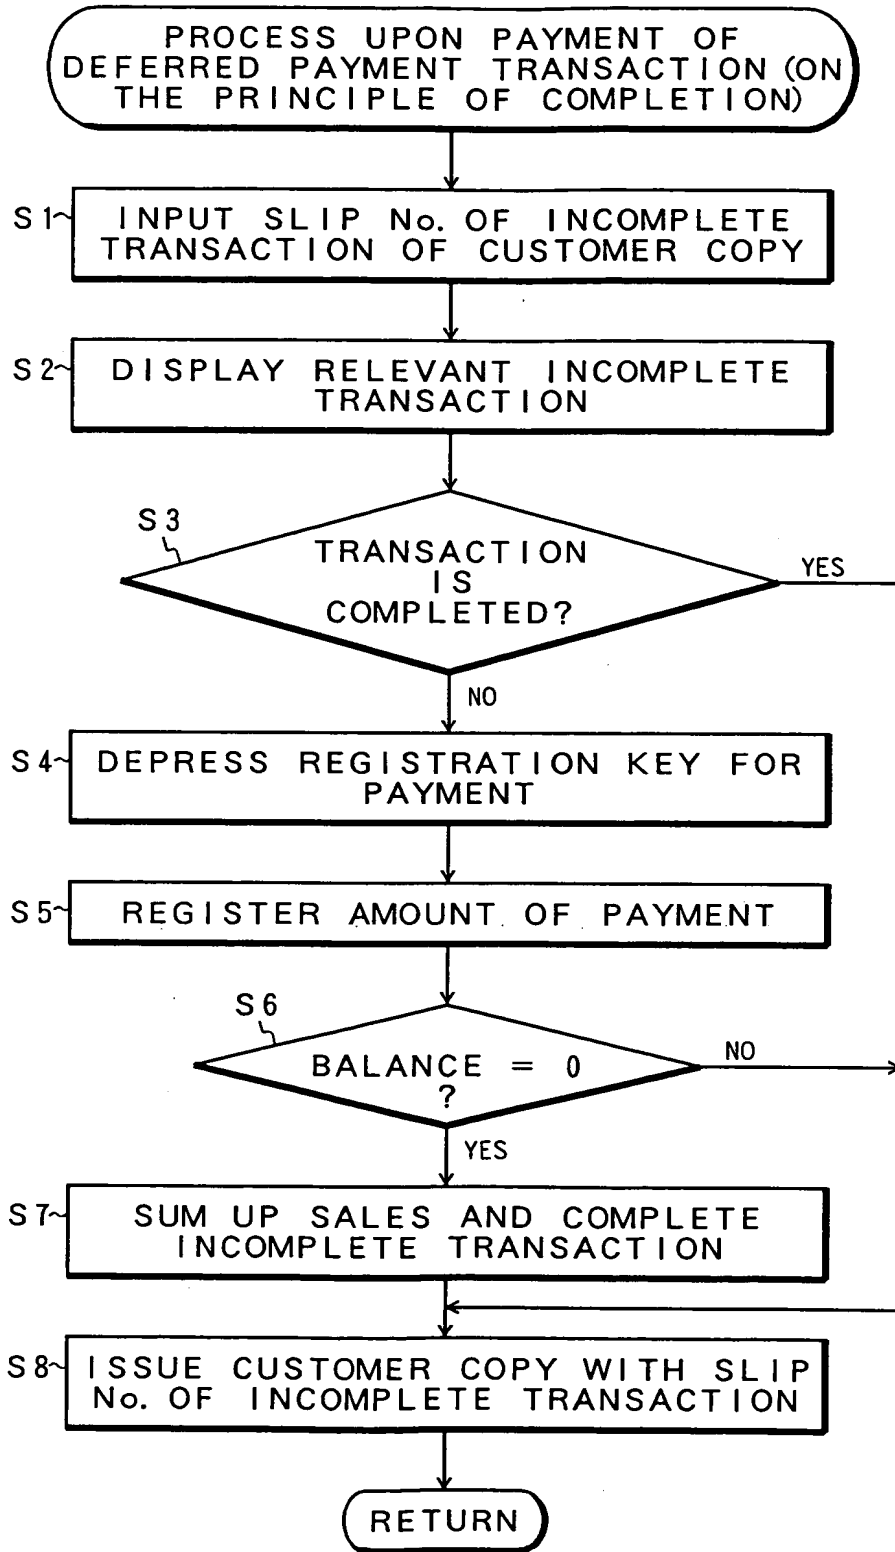 PROCESS UPON PAYMENT OF
DEFERRED PAYMENT TRANSACTION (ON
THE PRINCIPLE OF COMPLETION)
S1
INPUT SLIP No. OF INCOMPLETE
TRANSACTION OF CUSTOMER COPY
S2
DISPLAY RELEVANT INCOMPLETE
TRANSACTION
S3
TRANSACTION
IS
COMPLETED?
YES
NO
S4
DEPRESS REGISTRATION KEY FOR
PAYMENT
S5
REGISTER AMOUNT OF PAYMENT
S6
BALANCE = 0
?
NO
YES
S7
SUM UP SALES AND COMPLETE
INCOMPLETE TRANSACTION
S8
ISSUE CUSTOMER COPY WITH SLIP
No. OF INCOMPLETE TRANSACTION
RETURN